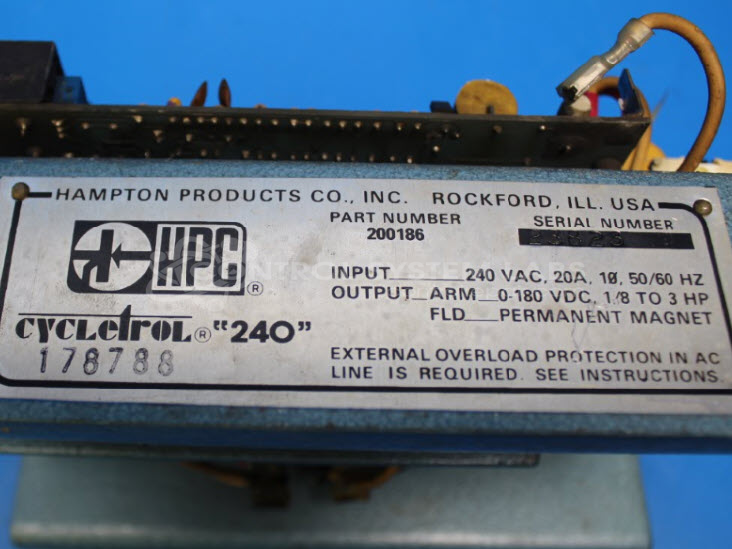 HAMPTON PRODUCTS CO., INC. ROCKFORD, ILL. USA
HPC®
PART NUMBER
200186
SERIAL NUMBER
INPUT 240 VAC, 20A, 1Ø, 50/60 HZ
OUTPUT ARM 0-180 VDC, 1/8 TO 3 HP
FLD PERMANENT MAGNET
CYCLETROL® "240"
178788
EXTERNAL OVERLOAD PROTECTION IN AC
LINE IS REQUIRED. SEE INSTRUCTIONS.